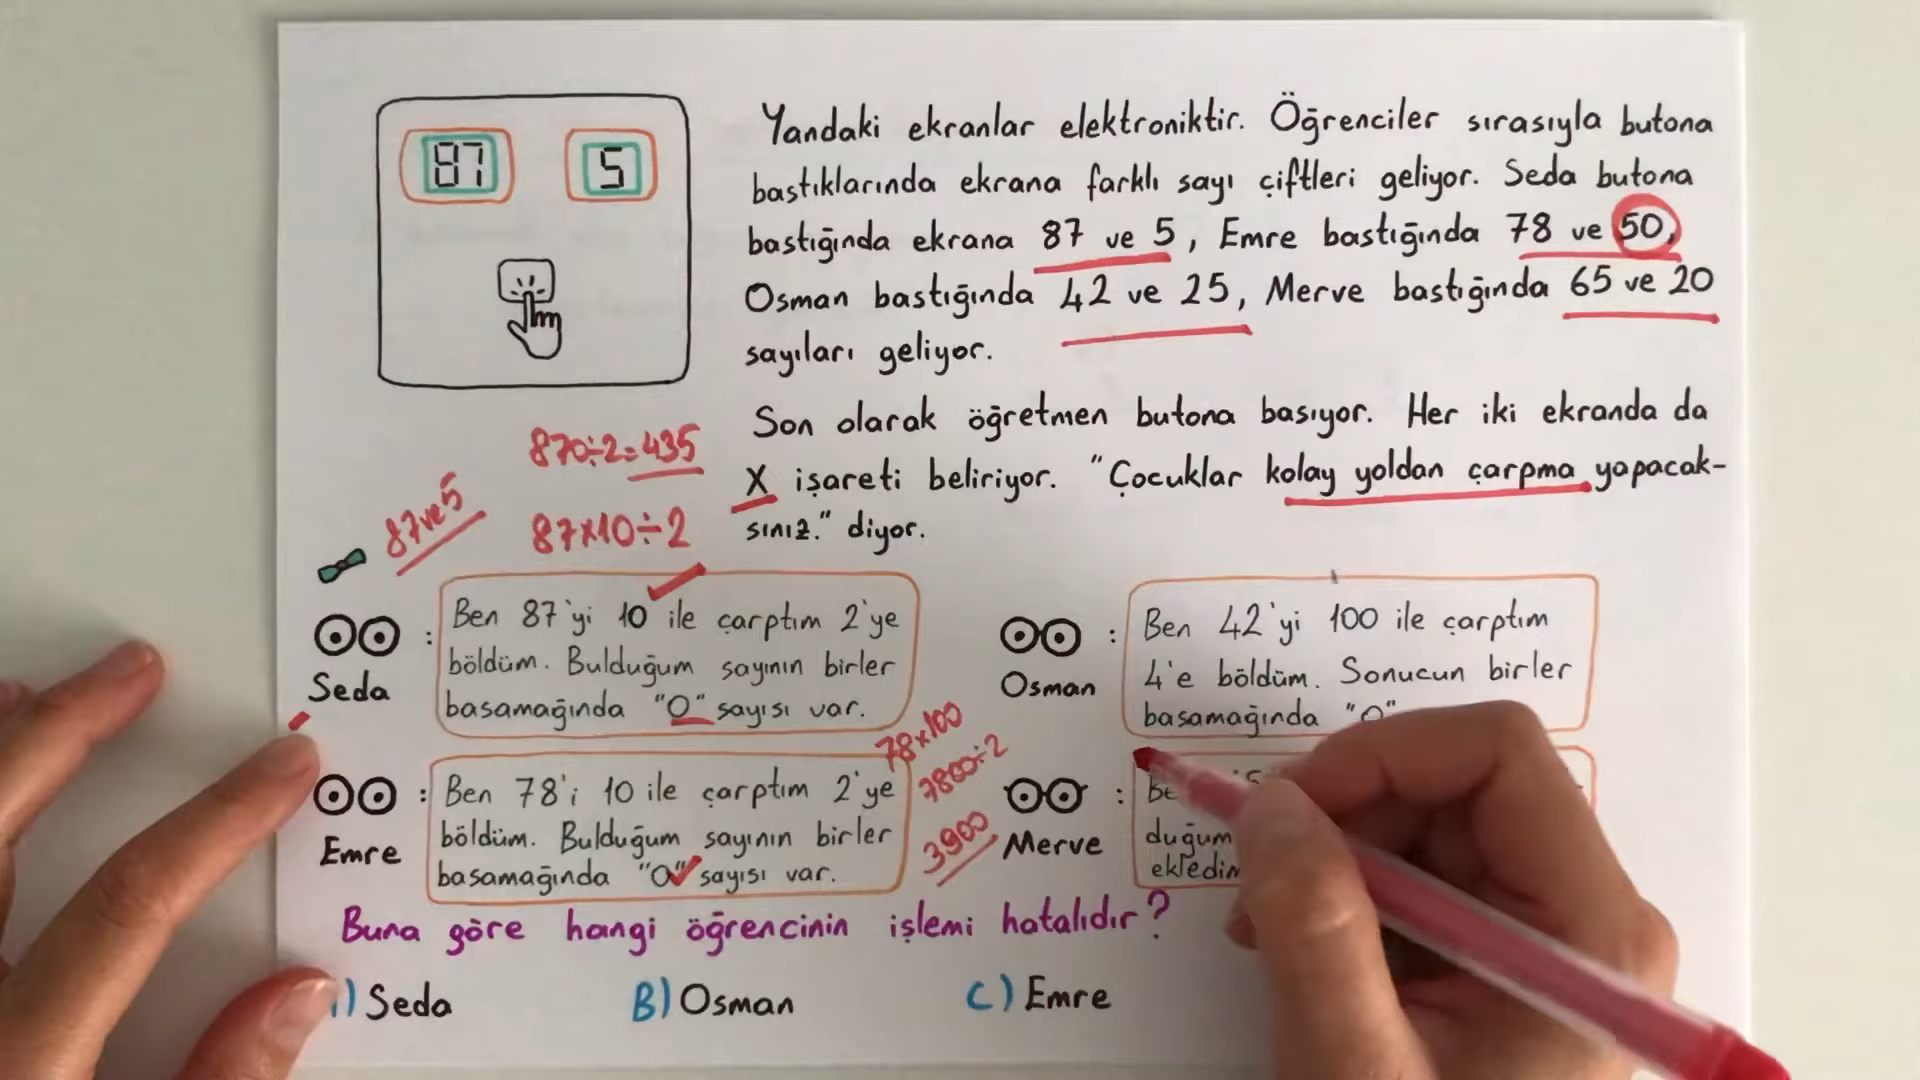 87
5
Yandaki ekranlar elektroniktir. Öğrenciler sırasıyla butona
bastıklarında ekrana farklı sayı çiftleri geliyor. Seda butona
bastığında ekrana 87 ve 5, Emre bastığında 78 ve 50,
Osman bastığında 42 ve 25, Merve bastığında 65 ve 20
sayıları geliyor.
Son olarak öğretmen butona basıyor. Her iki ekranda da
X işareti beliriyor. "Çocuklar kolay yoldan çarpma yapacak-
sınız." diyor.
870÷2=435
87x10÷2
87 ve 5
Seda
:
Ben 87'yi 10 ile çarptım 2'ye
böldüm. Bulduğum sayının birler
basamağında "0" sayısı var.
Osman
:
Ben 42'yi 100 ile çarptım
4'e böldüm. Sonucun birler
basamağında "0"
Emre
:
Ben 78'i 10 ile çarptım 2'ye
böldüm. Bulduğum sayının birler
basamağında "0" sayısı var.
78x100
7800÷2
3900
Merve
:
duğum
ekledim
Buna göre hangi öğrencinin işlemi hatalıdır?
) Seda
B) Osman
C) Emre